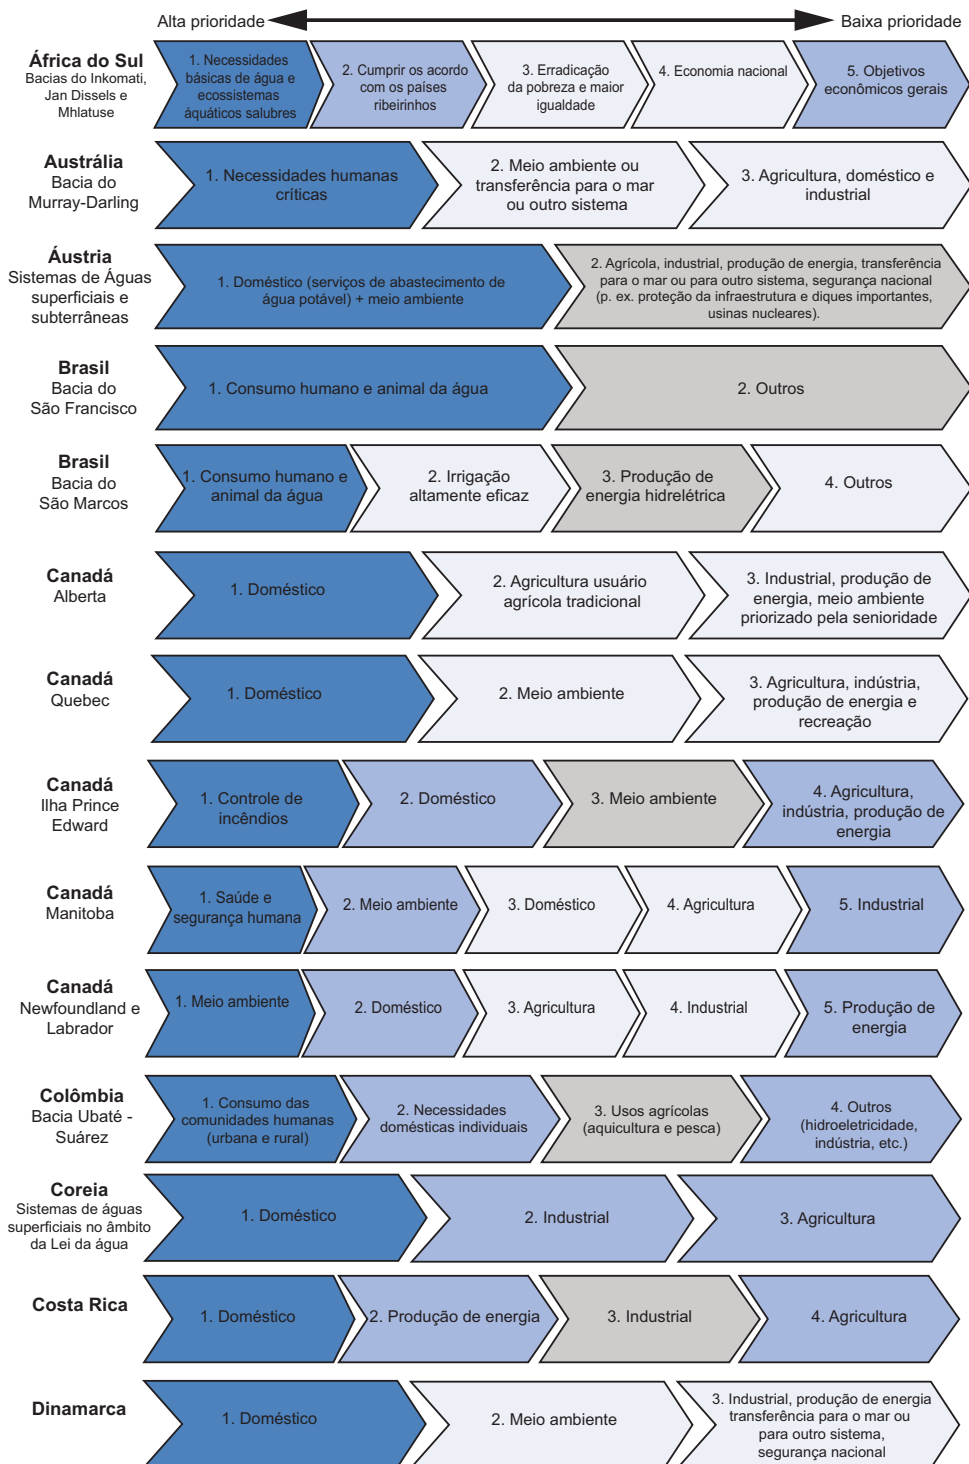 Alta prioridade
Baixa prioridade
África do Sul
Bacias do Inkomati,
Jan Dissels e
Mhlatuse
1. Necessidades
básicas de água e
ecossistemas
áquáticos salubres
2. Cumprir os acordo
com os países
ribeirinhos
3. Erradicação
da pobreza e maior
igualdade
4. Economia nacional
5. Objetivos
econômicos gerais
Austrália
Bacia do
Murray-Darling
1. Necessidades humanas
críticas
2. Meio ambiente ou
transferência para o mar
ou outro sistema
3. Agricultura, doméstico e
industrial
Áustria
Sistemas de Águas
superficiais e
subterrâneas
1. Doméstico (serviços de abastecimento de
água potável) + meio ambiente
2. Agrícola, industrial, produção de energia, transferência
para o mar ou para outro sistema, segurança nacional
(p. ex. proteção da infraestrutura e diques importantes,
usinas nucleares).
Brasil
Bacia do
São Francisco
1. Consumo humano e animal da água
2. Outros
Brasil
Bacia do
São Marcos
1. Consumo humano e
animal da água
2. Irrigação
altamente eficaz
3. Produção de
energia hidrelétrica
4. Outros
Canadá
Alberta
1. Doméstico
2. Agricultura usuário
agrícola tradicional
3. Industrial, produção de
energia, meio ambiente
priorizado pela senioridade
Canadá
Quebec
1. Doméstico
2. Meio ambiente
3. Agricultura, indústria,
produção de energia e
recreação
Canadá
Ilha Prince
Edward
1. Controle de
incêndios
2. Doméstico
3. Meio ambiente
4. Agricultura,
indústria, produção de
energia
Canadá
Manitoba
1. Saúde e
segurança humana
2. Meio ambiente
3. Doméstico
4. Agricultura
5. Industrial
Canadá
Newfoundland e
Labrador
1. Meio ambiente
2. Doméstico
3. Agricultura
4. Industrial
5. Produção de
energia
Colômbia
Bacia Ubaté -
Suárez
1. Consumo das
comunidades humanas
(urbana e rural)
2. Necessidades
domésticas individuais
3. Usos agrícolas
(aquicultura e pesca)
4. Outros
(hidroeletricidade,
indústria, etc.)
Coreia
Sistemas de águas
superficiais no âmbito
da Lei da água
1. Doméstico
2. Industrial
3. Agricultura
Costa Rica
1. Doméstico
2. Produção de energia
3. Industrial
4. Agricultura
Dinamarca
1. Doméstico
2. Meio ambiente
3. Industrial, produção de energia
transferência para o mar ou
para outro sistema,
segurança nacional